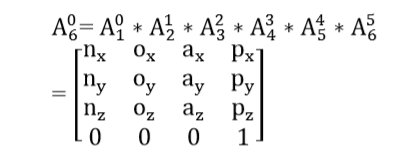 A⁰₆= A⁰₁ * A¹₂ * A²₃ * A³₄ * A⁴₅ * A⁵₆
= [nₓ oₓ aₓ pₓ
n_y o_y a_y p_y
n_z o_z a_z p_z
0 0 0 1]